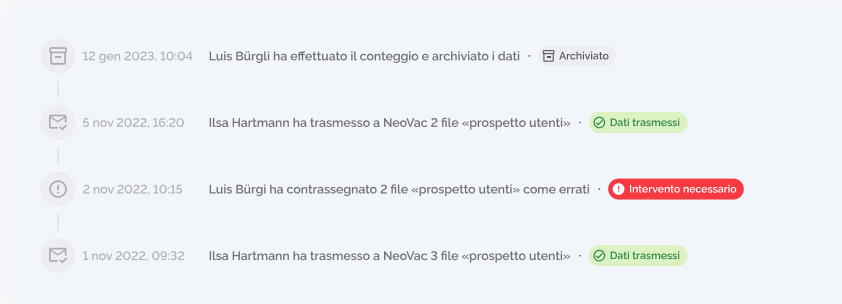 12 gen 2023, 10:04 Luis Bürgli ha effettuato il conteggio e archiviato i dati · Archiviato
5 nov 2022, 16:20 Ilsa Hartmann ha trasmesso a NeoVac 2 file «prospetto utenti» · Dati trasmessi
2 nov 2022, 10:15 Luis Bürgi ha contrassegnato 2 file «prospetto utenti» come errati · Intervento necessario
1 nov 2022, 09:32 Ilsa Hartmann ha trasmesso a NeoVac 3 file «prospetto utenti» · Dati trasmessi